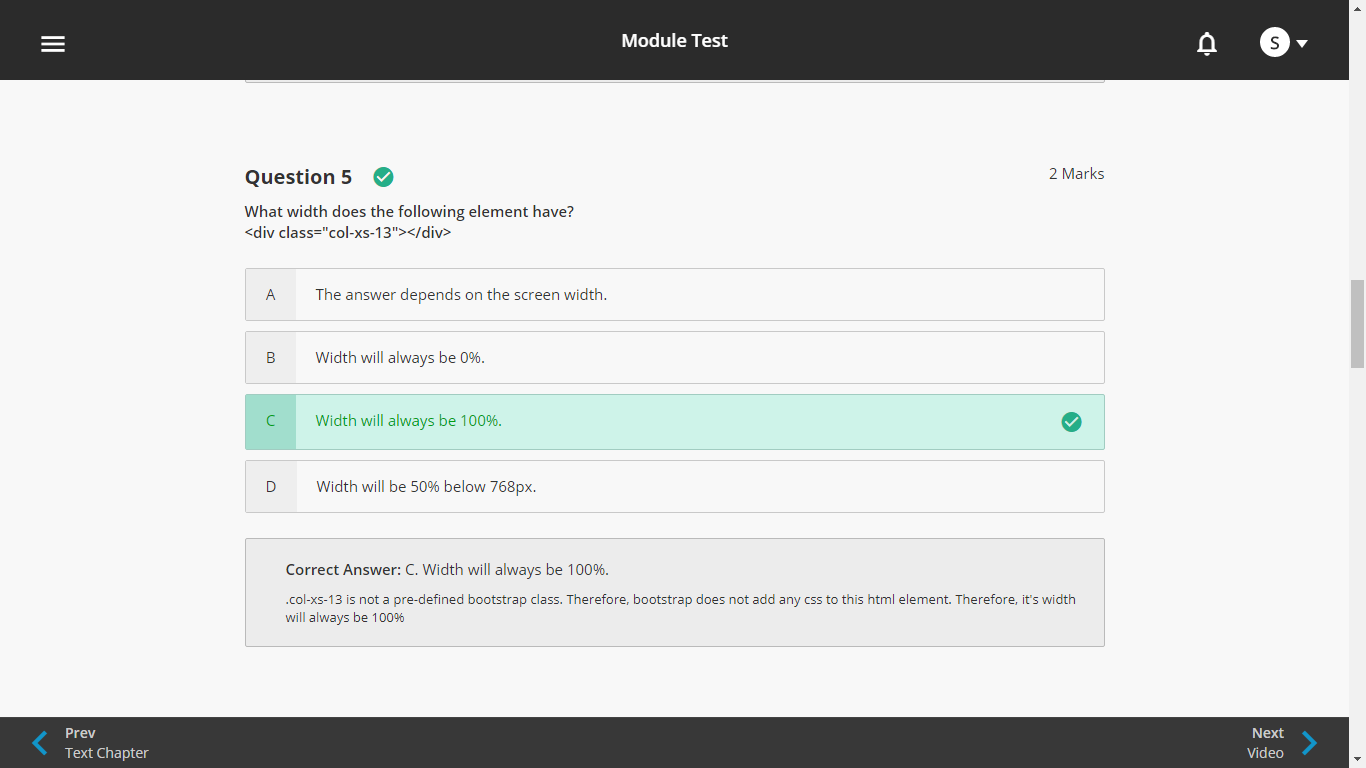 Module Test
S
Question 5
2 Marks
What width does the following element have?
<div class="col-xs-13"></div>
A The answer depends on the screen width.
B Width will always be 0%.
C Width will always be 100%.
D Width will be 50% below 768px.
Correct Answer: C. Width will always be 100%.
.col-xs-13 is not a pre-defined bootstrap class. Therefore, bootstrap does not add any css to this html element. Therefore, it's width
will always be 100%
Prev
Text Chapter
Next
Video